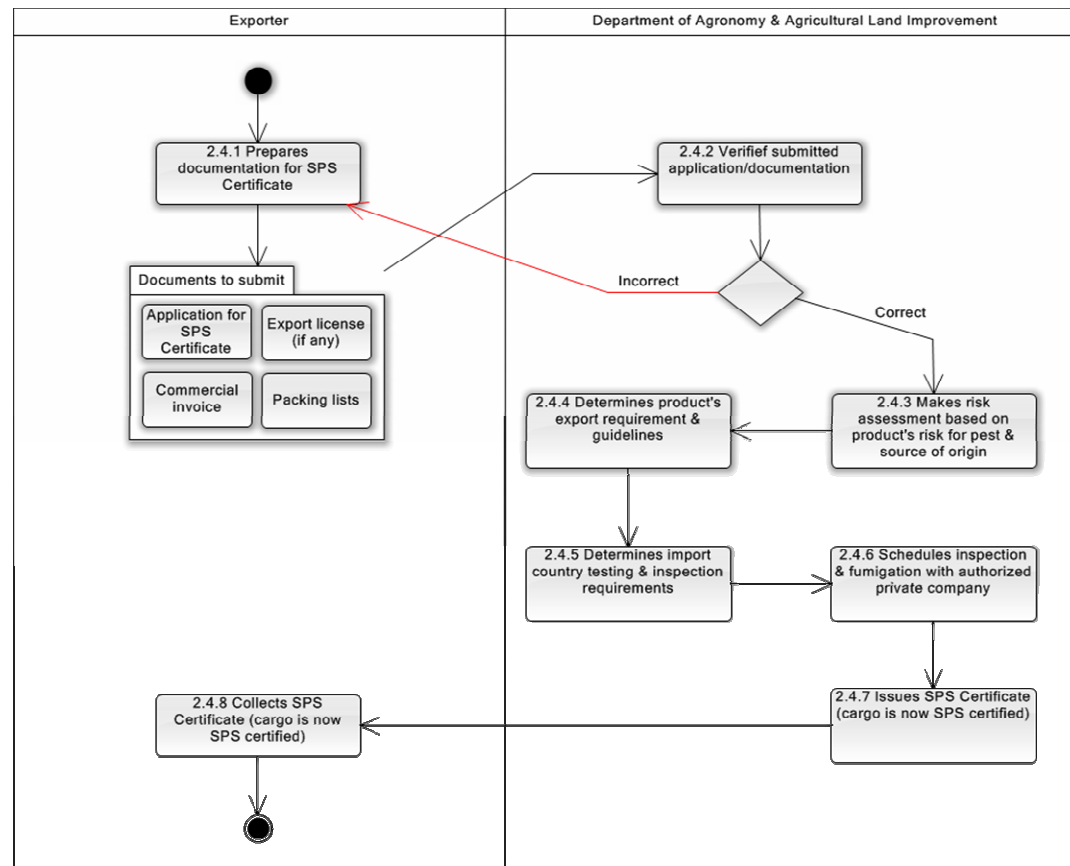 Exporter
Department of Agronomy & Agricultural Land Improvement
2.4.1 Prepares
documentation for SPS
Certificate
2.4.2 Verifief submitted
application/documentation
Documents to submit
Application for
SPS
Certificate
Export license
(if any)
Commercial
invoice
Packing lists
Incorrect
Correct
2.4.4 Determines product's
export requirement &
guidelines
2.4.3 Makes risk
assessment based on
product's risk for pest &
source of origin
2.4.5 Determines import
country testing & inspection
requirements
2.4.6 Schedules inspection
& fumigation with authorized
private company
2.4.8 Collects SPS
Certificate (cargo is now
SPS certified)
2.4.7 Issues SPS Certificate
(cargo is now SPS certified)